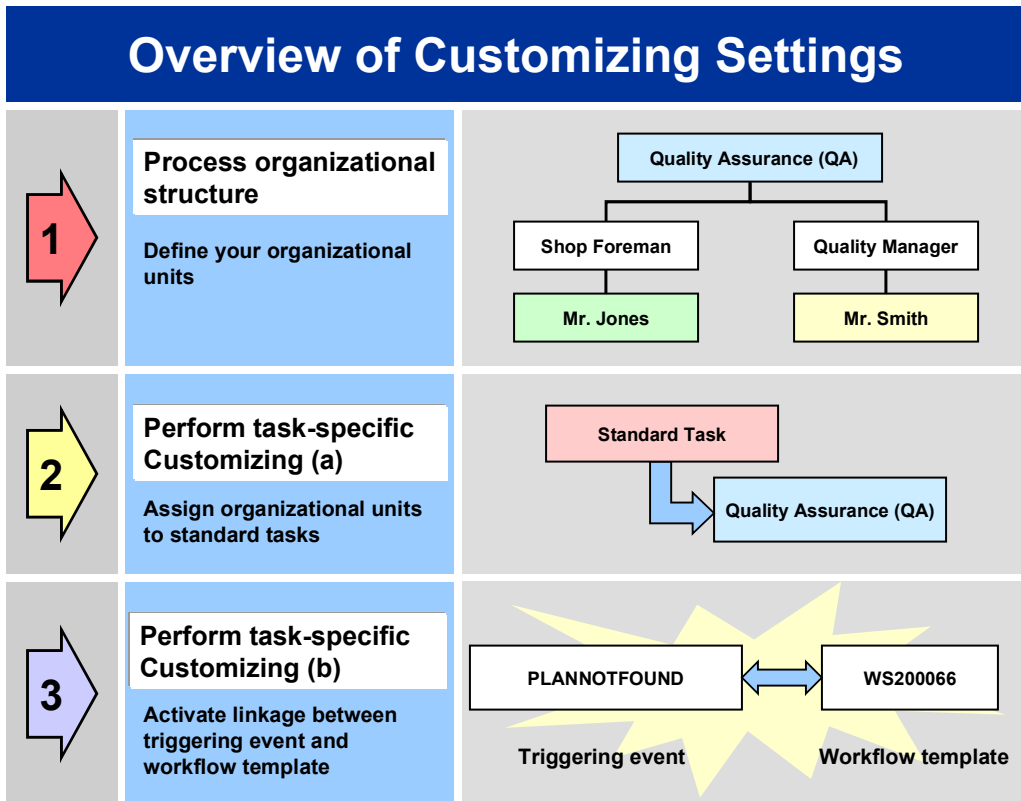 Overview of Customizing Settings
1
Process organizational
structure
Define your organizational
units
Quality Assurance (QA)
Shop Foreman
Quality Manager
Mr. Jones
Mr. Smith
2
Perform task-specific
Customizing (a)
Assign organizational units
to standard tasks
Standard Task
Quality Assurance (QA)
3
Perform task-specific
Customizing (b)
Activate linkage between
triggering event and
workflow template
PLANNOTFOUND
WS200066
Triggering event
Workflow template